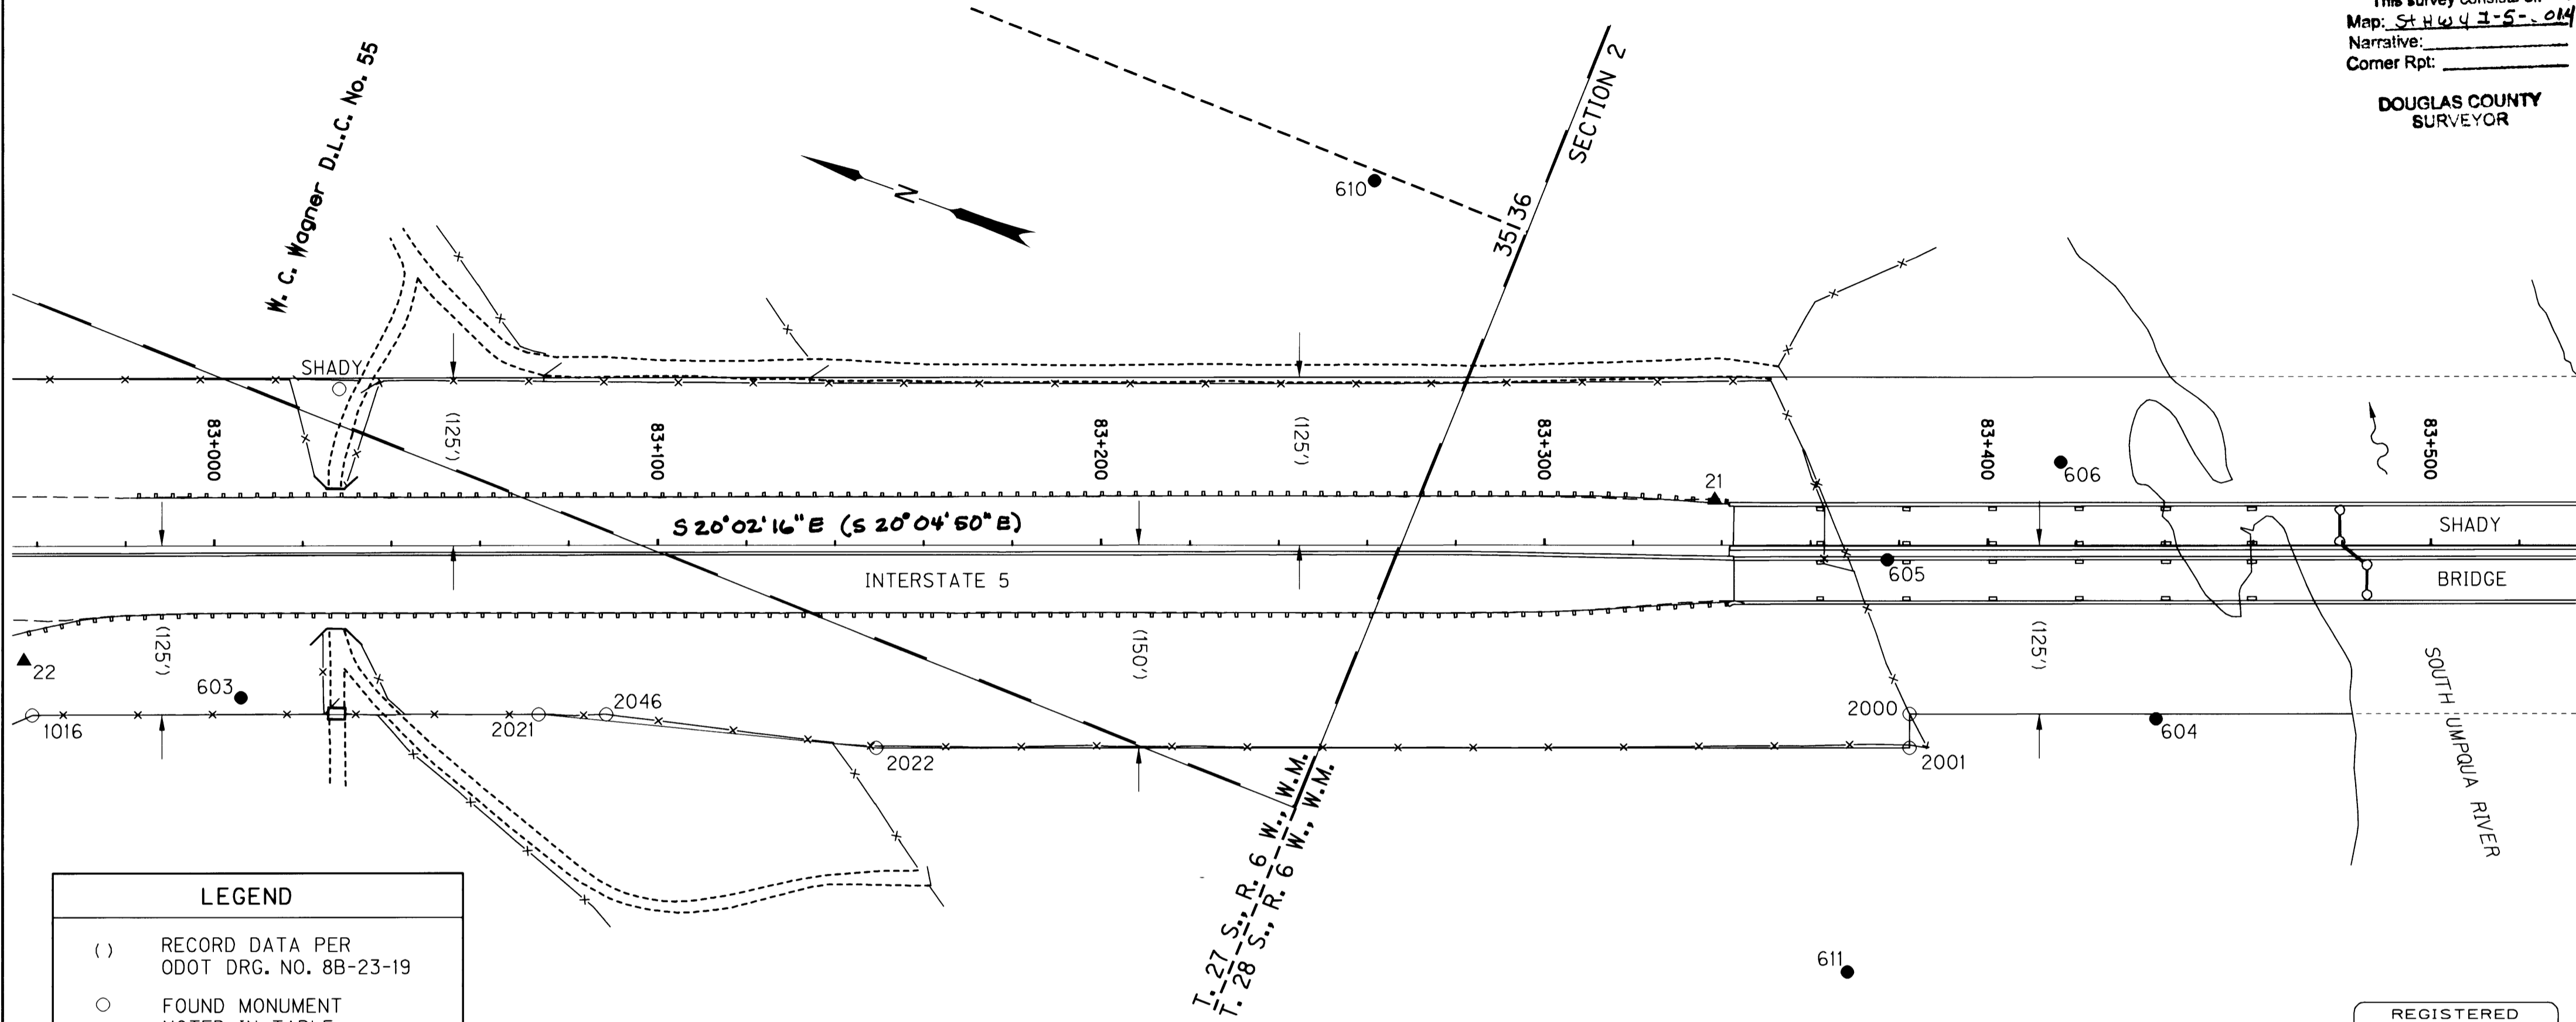 This survey consists of:
Map: St Hwy I-5-.014
Narrative:
Corner Rpt:
DOUGLAS COUNTY
SURVEYOR
W. C. Wagner D.L.C. No. 55
SECTION 2
35 36
N
610
SHADY
(125')
(125')
83+000
83+100
83+200
83+300
83+400
83+500
21
606
S 20°02'16"E (S 20°04'50"E)
SHADY
INTERSTATE 5
605
BRIDGE
22
603
(125')
(150')
(125')
1016
2021
2046
2022
2000
2001
604
SOUTH UMPQUA RIVER
T. 27 S., R. 6 W., W.M.
T. 28 S., R. 6 W., W.M.
611
LEGEND
( ) RECORD DATA PER
ODOT DRG. NO. 8B-23-19
○ FOUND MONUMENT
NOTED IN TABLE
REGISTERED